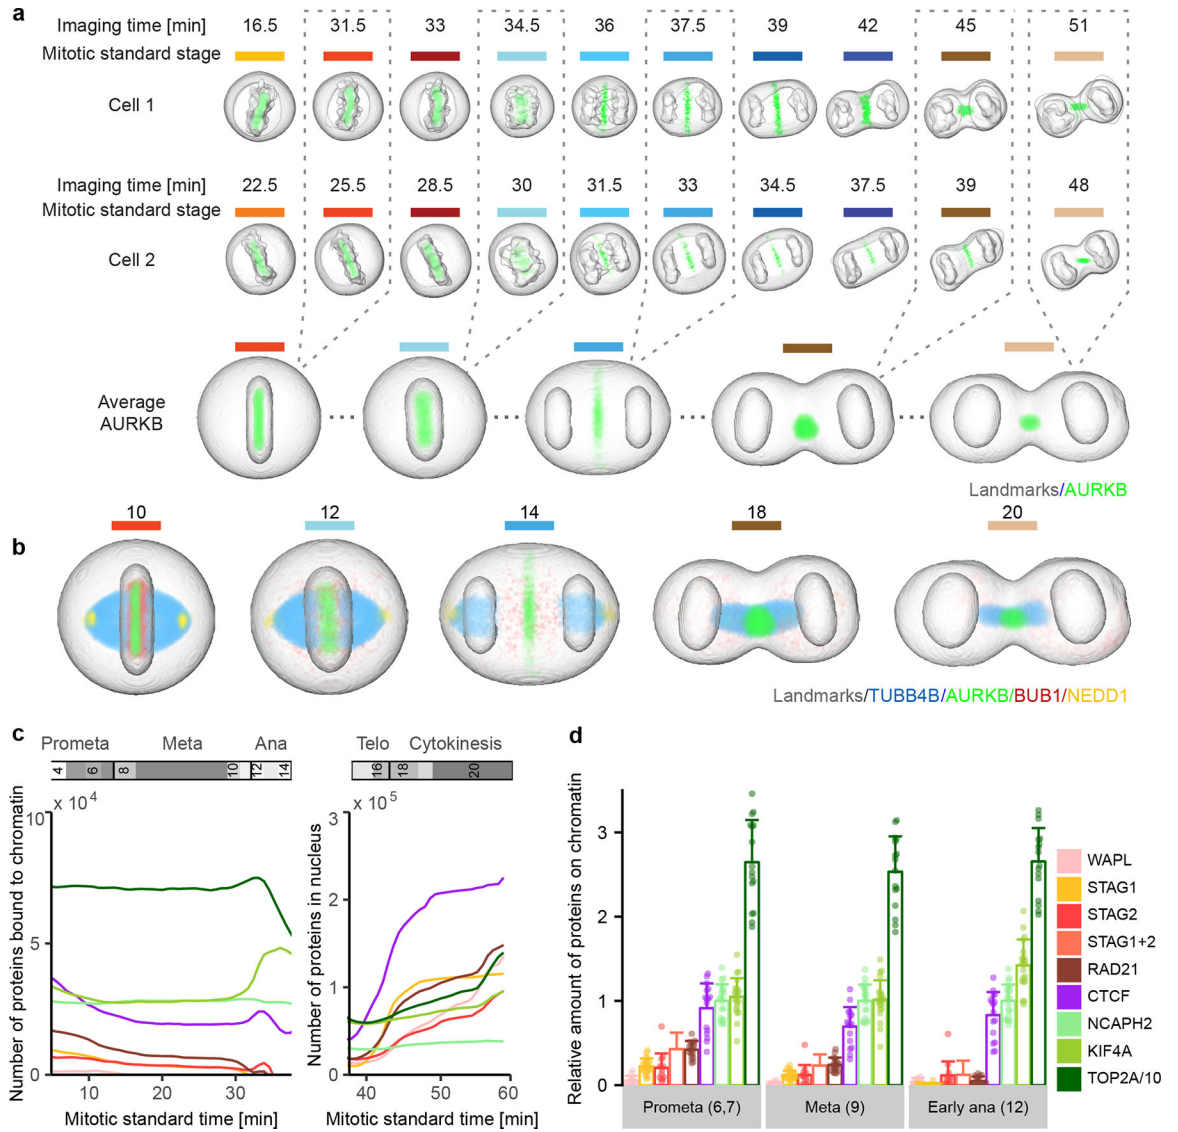 a
Imaging time [min] 16.5 31.5 33 34.5 36 37.5 39 42 45 51
Mitotic standard stage
Cell 1
Imaging time [min] 22.5 25.5 28.5 30 31.5 33 34.5 37.5 39 48
Mitotic standard stage
Cell 2
Average
AURKB
Landmarks/AURKB
b
10 12 14 18 20
Landmarks/TUBB4B/AURKB/BUB1/NEDD1
c
Prometa Meta Ana
4 6 8 10 12 14
Number of proteins bound to chromatin
x 10^4
10
5
0
10 20 30
Mitotic standard time [min]
Telo Cytokinesis
16 18 20
Number of proteins in nucleus
x 10^5
3
2
1
0
40 50 60
Mitotic standard time [min]
d
Relative amount of proteins on chromatin
3
2
1
0
Prometa (6,7) Meta (9) Early ana (12)
WAPL
STAG1
STAG2
STAG1+2
RAD21
CTCF
NCAPH2
KIF4A
TOP2A/10